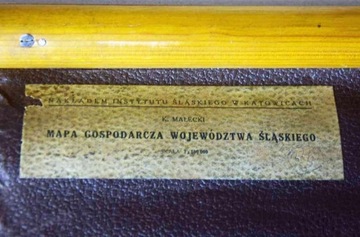 NAKŁADEM INSTYTUTU ŚLĄSKIEGO W KATOWICACH
K. MAŁECKI
MAPA GOSPODARCZA WOJEWÓDZTWA ŚLĄSKIEGO